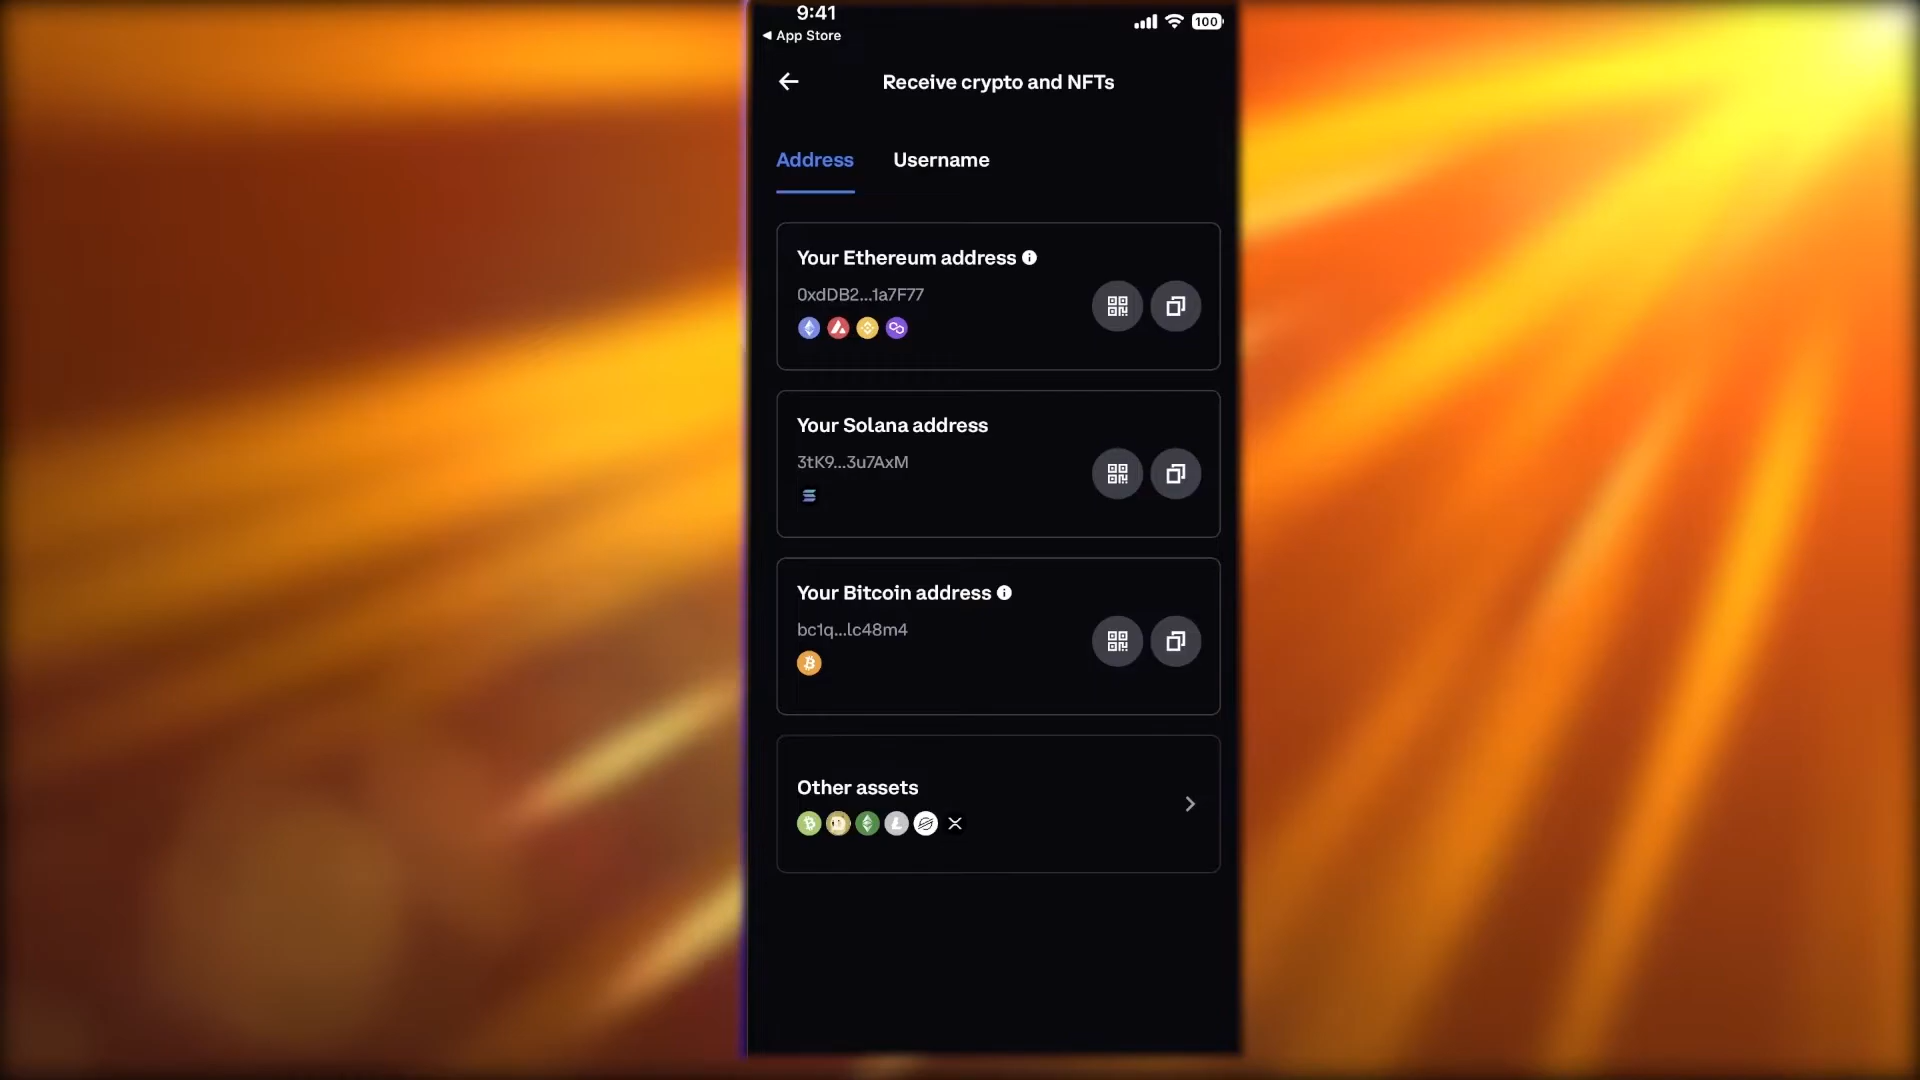 9:41
100
◀ App Store
Receive crypto and NFTs
Address
Username
Your Ethereum address
0xdDB2...1a7F77
Your Solana address
3tK9...3u7AxM
Your Bitcoin address
bc1q...lc48m4
Other assets